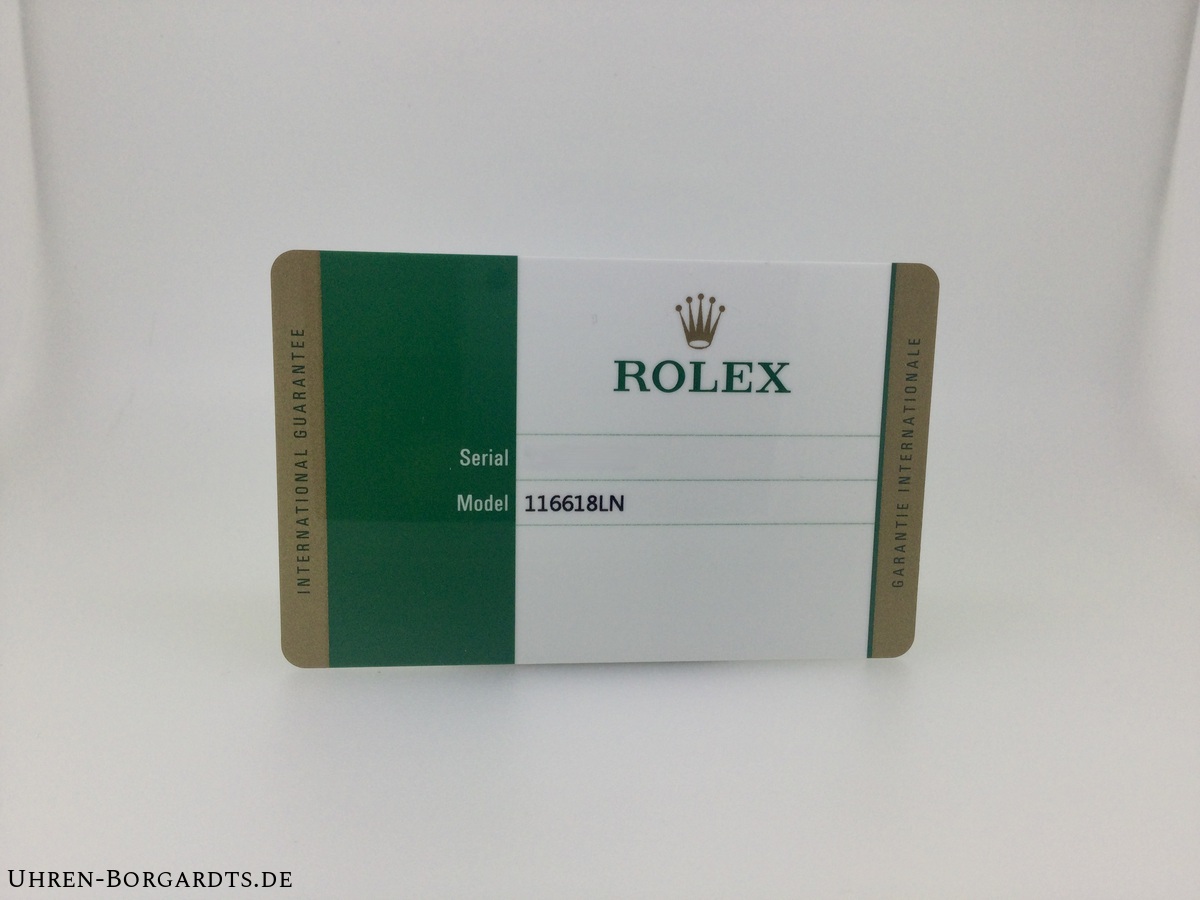 INTERNATIONAL GUARANTEE
ROLEX
Serial
Model 116618LN
GARANTIE INTERNATIONALE
UHREN-BORGARDTS.DE